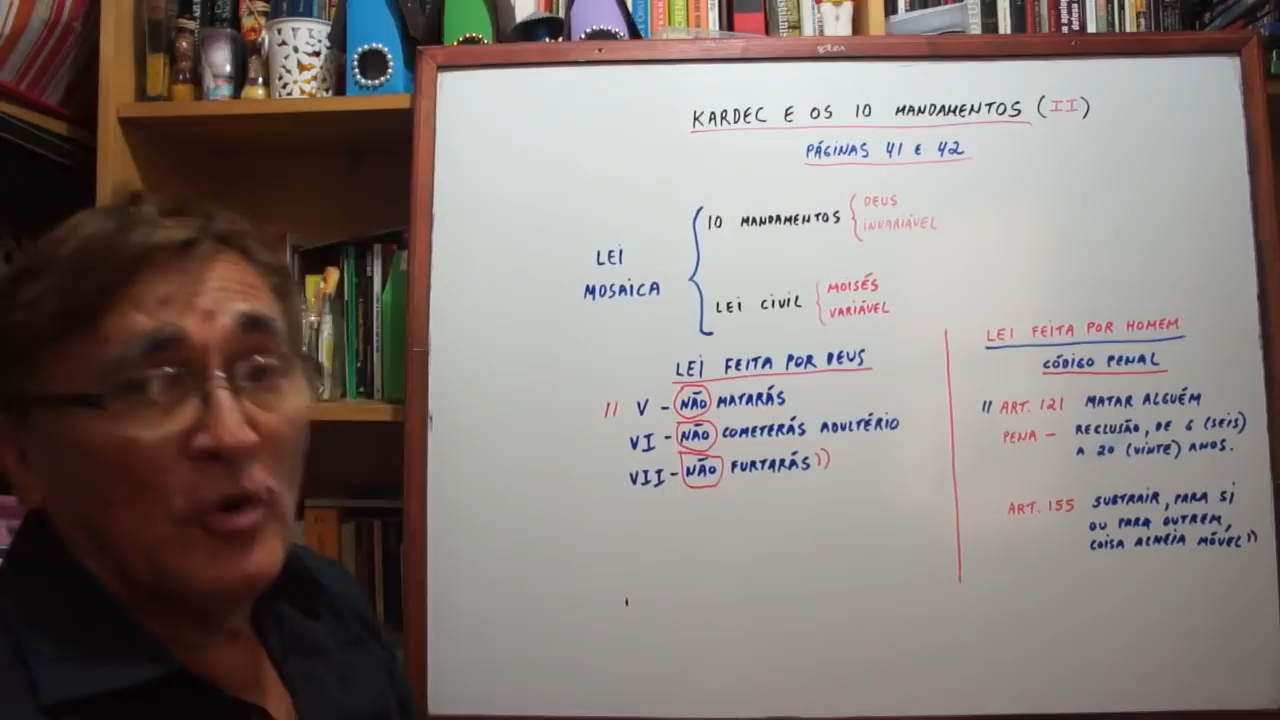 KARDEC E OS 10 MANDAMENTOS (II)
PÁGINAS 41 E 42
LEI
MOSAICA
10 MANDAMENTOS
DEUS
INVARIÁVEL
LEI CIVIL
MOISÉS
VARIÁVEL
LEI FEITA POR DEUS
" V - NÃO MATARÁS
VI - NÃO COMETERÁS ADULTÉRIO
VII - NÃO FURTARÁS "
LEI FEITA POR HOMEM
CÓDIGO PENAL
" ART. 121 MATAR ALGUÉM
PENA - RECLUSÃO, DE 6 (SEIS)
A 20 (VINTE) ANOS.
ART. 155 SUBTRAIR, PARA SI
OU PARA OUTREM,
COISA ALHEIA MÓVEL "